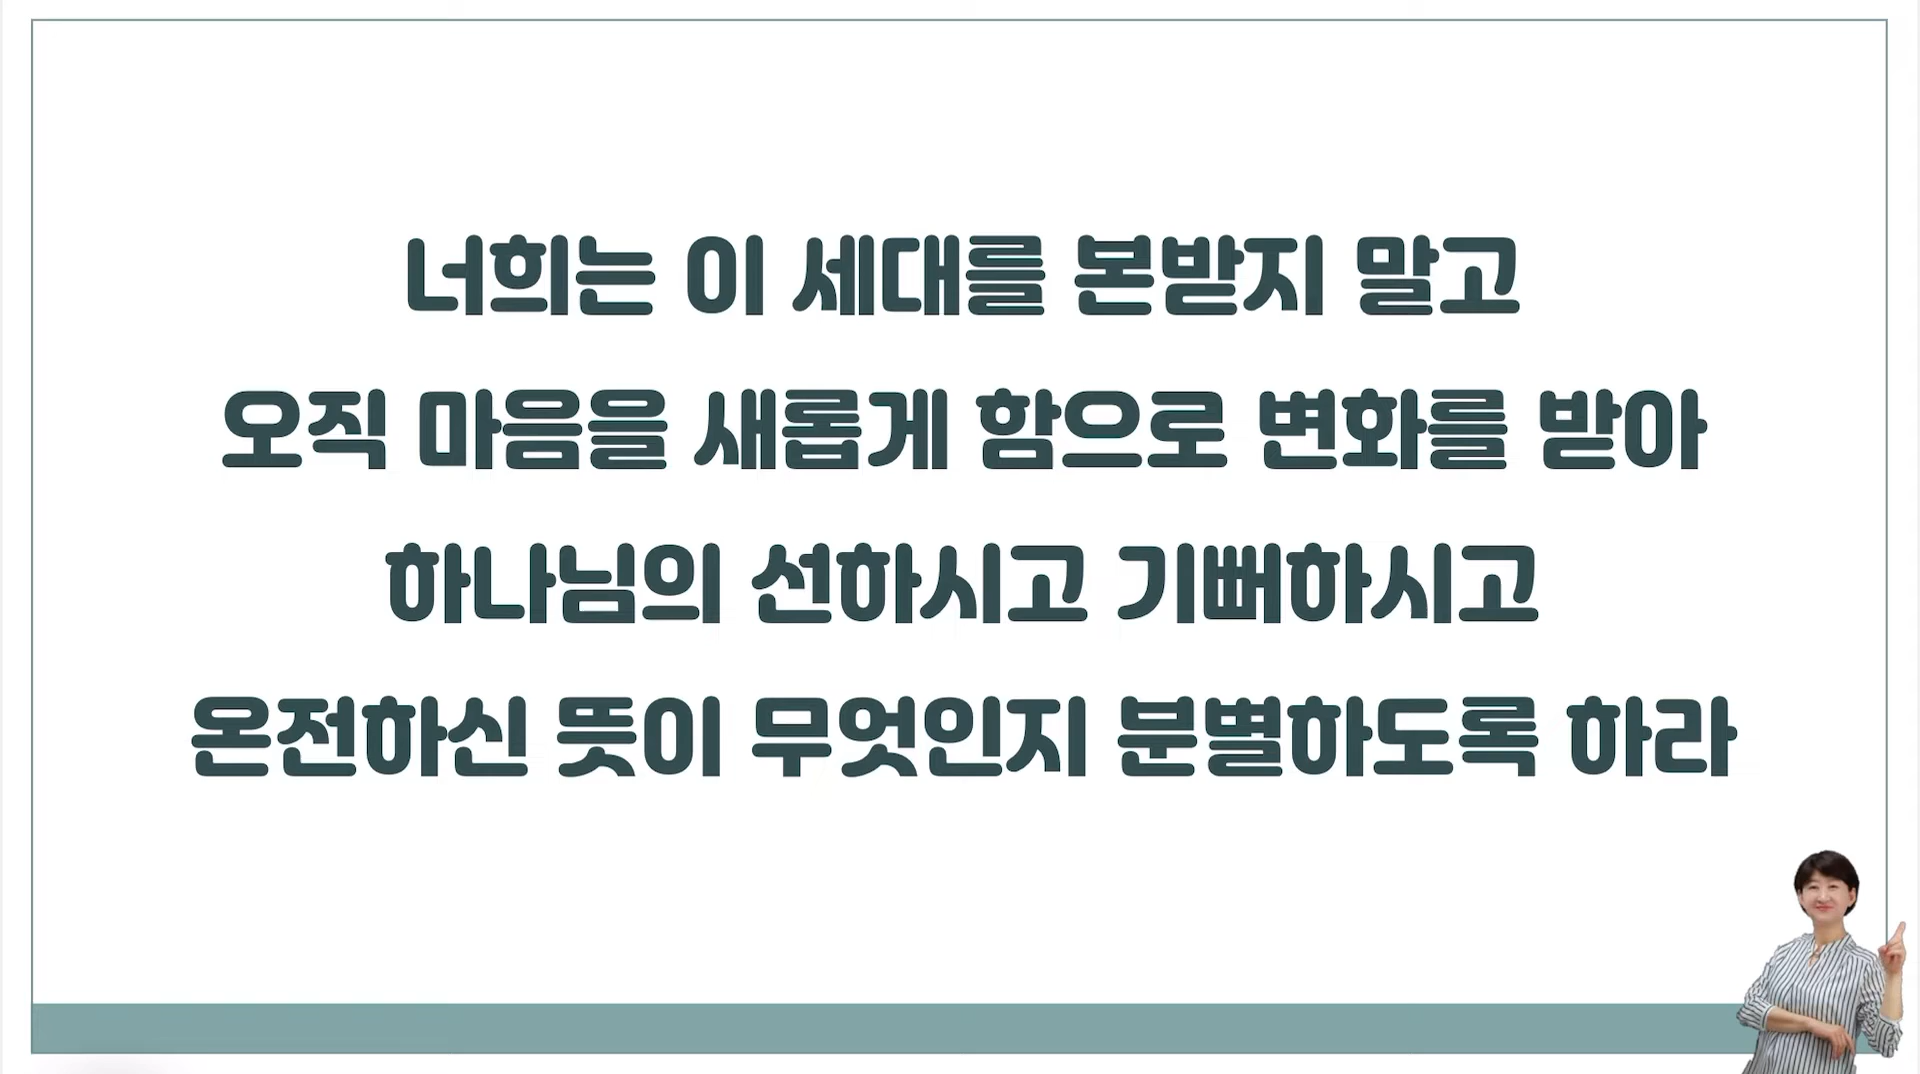 너희는 이 세대를 본받지 말고
오직 마음을 새롭게 함으로 변화를 받아
하나님의 선하시고 기뻐하시고
온전하신 뜻이 무엇인지 분별하도록 하라